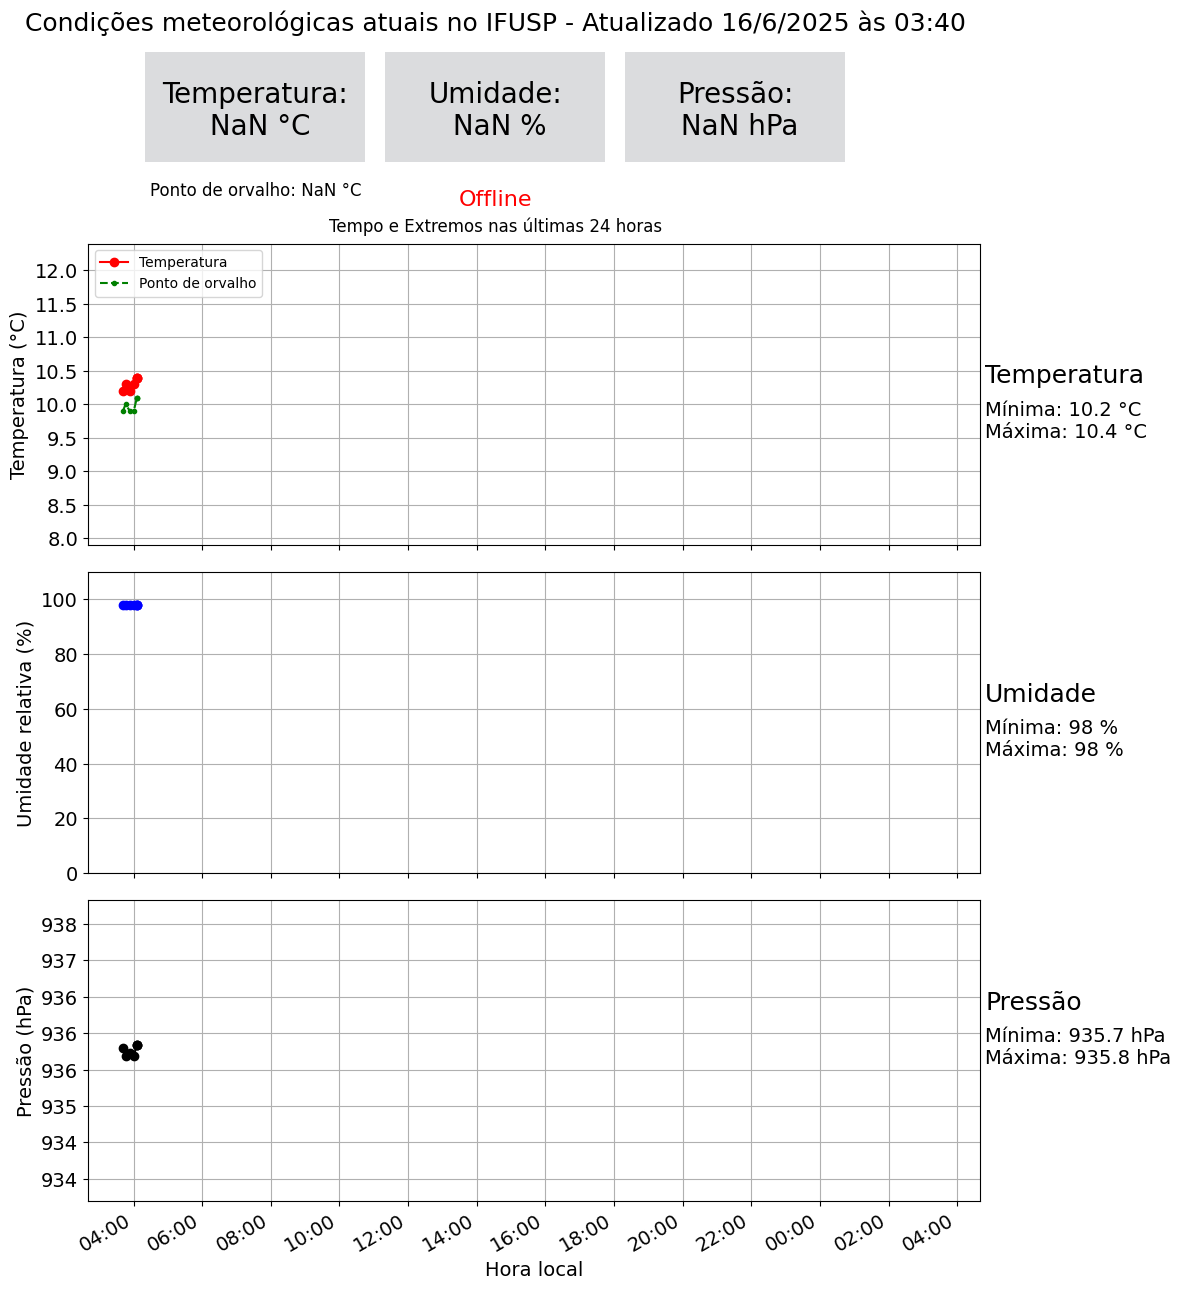 Condições meteorológicas atuais no IFUSP - Atualizado 16/6/2025 às 03:40
Temperatura:
NaN °C
Umidade:
NaN %
Pressão:
NaN hPa
Ponto de orvalho: NaN °C
Offline
Tempo e Extremos nas últimas 24 horas
Temperatura
Ponto de orvalho
Temperatura (°C)
12.0
11.5
11.0
10.5
10.0
9.5
9.0
8.5
8.0
Temperatura
Mínima: 10.2 °C
Máxima: 10.4 °C
Umidade relativa (%)
100
80
60
40
20
0
Umidade
Mínima: 98 %
Máxima: 98 %
Pressão (hPa)
938
937
936
936
936
935
934
934
Pressão
Mínima: 935.7 hPa
Máxima: 935.8 hPa
04:00
06:00
08:00
10:00
12:00
14:00
16:00
18:00
20:00
22:00
00:00
02:00
04:00
Hora local